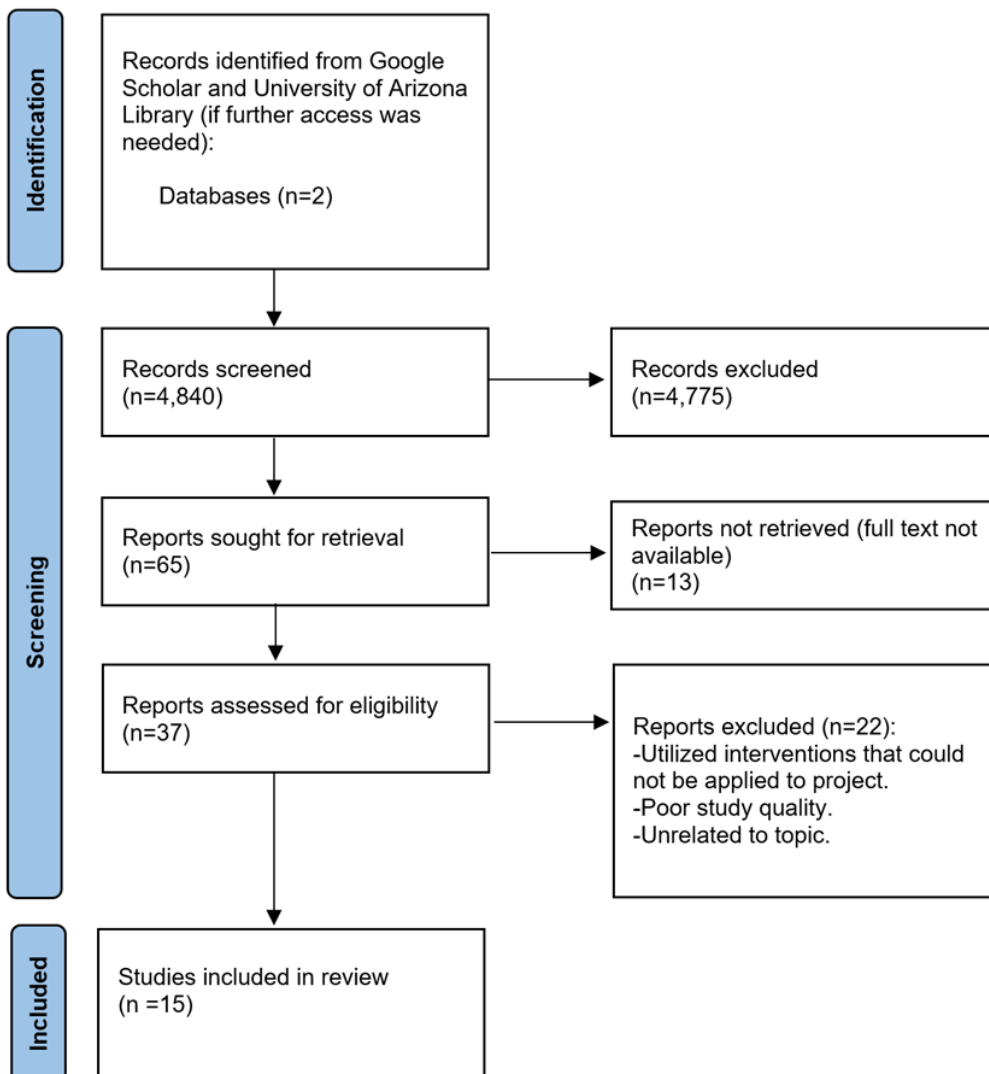 Identification
Records identified from Google
Scholar and University of Arizona
Library (if further access was
needed):
Databases (n=2)
Screening
Records screened
(n=4,840)
Records excluded
(n=4,775)
Reports sought for retrieval
(n=65)
Reports not retrieved (full text not
available)
(n=13)
Reports assessed for eligibility
(n=37)
Reports excluded (n=22):
-Utilized interventions that could
not be applied to project.
-Poor study quality.
-Unrelated to topic.
Included
Studies included in review
(n =15)